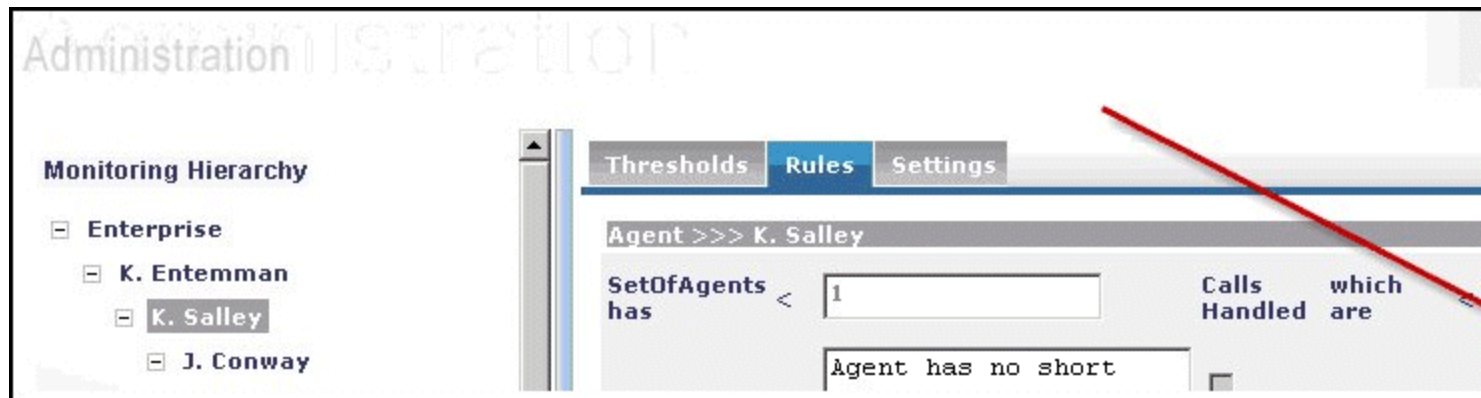 Administration
Monitoring Hierarchy
Enterprise
K. Entemman
K. Salley
J. Conway
Thresholds Rules Settings
Agent >>> K. Salley
SetOfAgents has < 1 Calls Handled which are <
Agent has no short